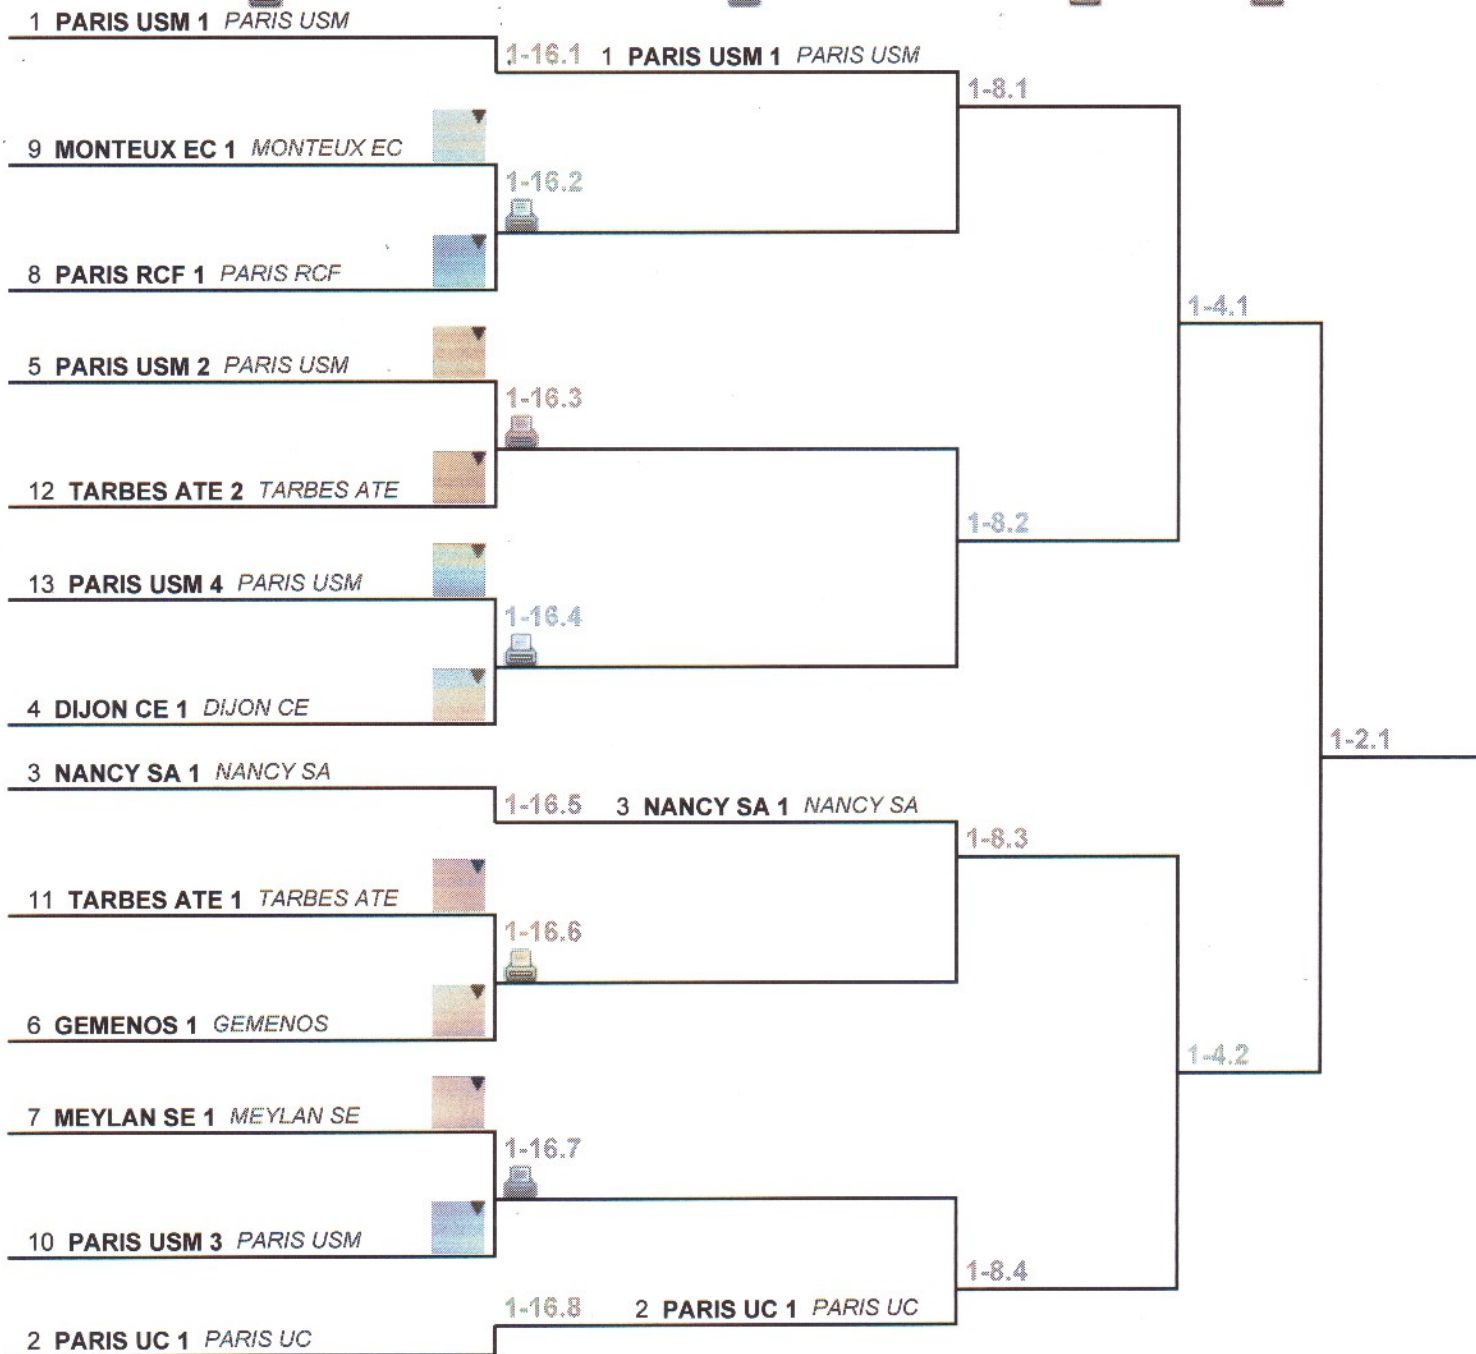 1 PARIS USM 1 PARIS USM
1-16.1 1 PARIS USM 1 PARIS USM
1-8.1
9 MONTEUX EC 1 MONTEUX EC
1-16.2
8 PARIS RCF 1 PARIS RCF
1-4.1
5 PARIS USM 2 PARIS USM
1-16.3
12 TARBES ATE 2 TARBES ATE
1-8.2
13 PARIS USM 4 PARIS USM
1-16.4
4 DIJON CE 1 DIJON CE
1-2.1
3 NANCY SA 1 NANCY SA
1-16.5 3 NANCY SA 1 NANCY SA
1-8.3
11 TARBES ATE 1 TARBES ATE
1-16.6
6 GEMENOS 1 GEMENOS
1-4.2
7 MEYLAN SE 1 MEYLAN SE
1-16.7
10 PARIS USM 3 PARIS USM
1-8.4
1-16.8 2 PARIS UC 1 PARIS UC
2 PARIS UC 1 PARIS UC